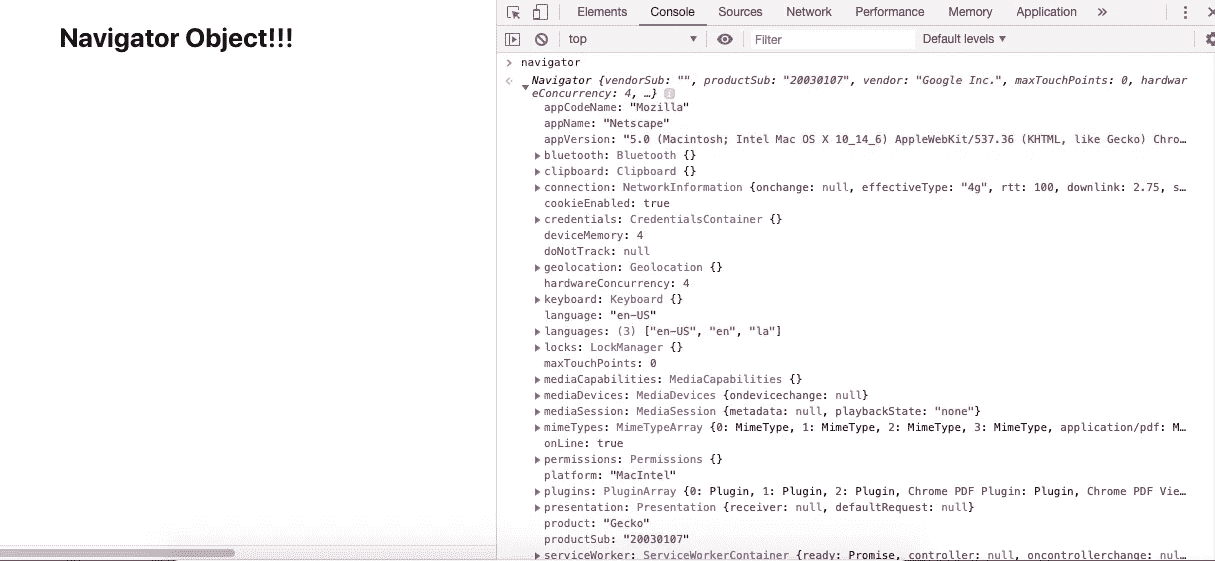 Navigator Object!!!
Elements Console Sources Network Performance Memory Application »
top Filter Default levels
navigator
Navigator {vendorSub: "", productSub: "20030107", vendor: "Google Inc.", maxTouchPoints: 0, hardwar
eConcurrency: 4, …}
appCodeName: "Mozilla"
appName: "Netscape"
appVersion: "5.0 (Macintosh; Intel Mac OS X 10_14_6) AppleWebKit/537.36 (KHTML, like Gecko) Chro…
bluetooth: Bluetooth {}
clipboard: Clipboard {}
connection: NetworkInformation {onchange: null, effectiveType: "4g", rtt: 100, downlink: 2.75, s…
cookieEnabled: true
credentials: CredentialsContainer {}
deviceMemory: 4
doNotTrack: null
geolocation: Geolocation {}
hardwareConcurrency: 4
keyboard: Keyboard {}
language: "en-US"
languages: (3) ["en-US", "en", "la"]
locks: LockManager {}
maxTouchPoints: 0
mediaCapabilities: MediaCapabilities {}
mediaDevices: MediaDevices {ondevicechange: null}
mediaSession: MediaSession {metadata: null, playbackState: "none"}
mimeTypes: MimeTypeArray {0: MimeType, 1: MimeType, 2: MimeType, 3: MimeType, application/pdf: M…
onLine: true
permissions: Permissions {}
platform: "MacIntel"
plugins: PluginArray {0: Plugin, 1: Plugin, 2: Plugin, Chrome PDF Plugin: Plugin, Chrome PDF Vie…
presentation: Presentation {receiver: null, defaultRequest: null}
product: "Gecko"
productSub: "20030107"
serviceWorker: ServiceWorkerContainer {ready: Promise, controller: null, oncontrollerchange: nul…